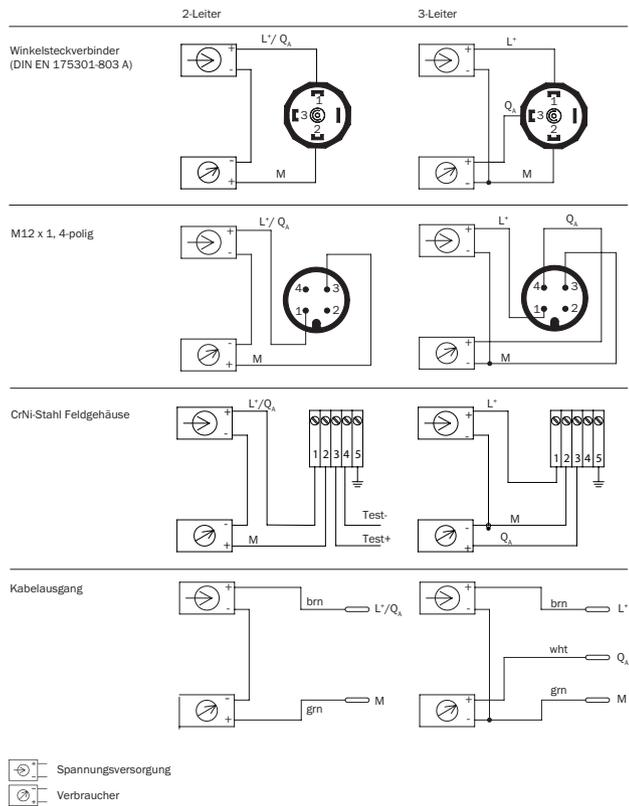 2-Leiter 3-Leiter
Winkelsteckverbinder
(DIN EN 175301-803 A)
L⁺/ Q_A
+
-
1
3
2
-
+
M
L⁺
+
-
Q_A
1
3
2
+
-
M
M12 x 1, 4-polig
L⁺/ Q_A
+
-
4 3
1 2
-
+
M
L⁺ Q_A
+
-
4 3
1 2
+
-
M
CrNi-Stahl Feldgehäuse
L⁺/Q_A
+
-
1 2 3 4 5
-
+
M
Test-
Test+
L⁺
+
-
1 2 3 4 5
-
+
M
Q_A
Kabelausgang
+
-
brn L⁺/Q_A
-
+
grn M
+
-
brn L⁺
wht Q_A
+
-
grn M
+
-
Spannungsversorgung
+
-
Verbraucher